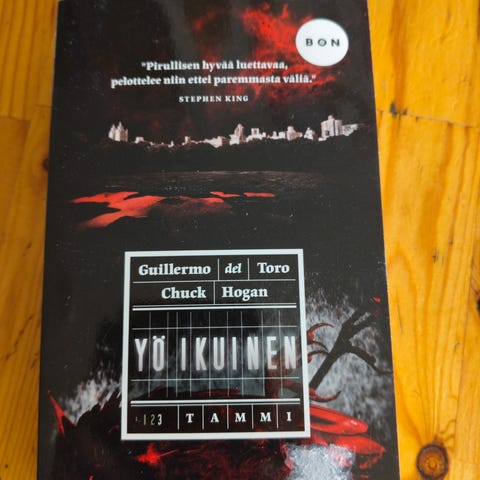 BON
"Pirullisen hyvää luettavaa,
pelottelee niin ettei paremmasta väliä."
STEPHEN KING
Guillermo del Toro
Chuck Hogan
YÖ IKUINEN
123 TAMMI